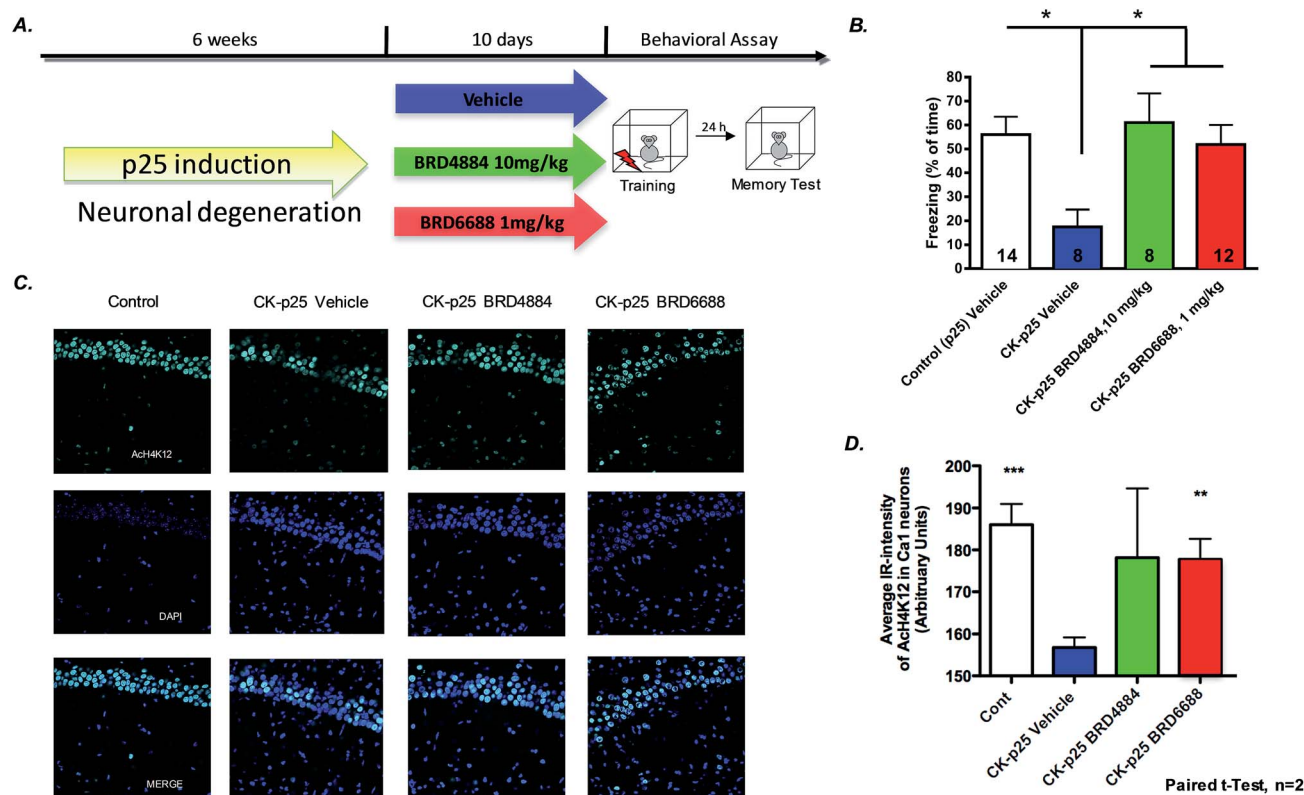 A.
6 weeks 10 days Behavioral Assay
Vehicle
p25 induction
BRD4884 10mg/kg
Neuronal degeneration
BRD6688 1mg/kg
24 h
Training Memory Test
B.
* *
Freezing (% of time)
80
70
60
50
40
30
20
10
0
14 8 8 12
Control (p25) Vehicle
CK-p25 Vehicle
CK-p25 BRD4884, 10 mg/kg
CK-p25 BRD6688, 1 mg/kg
C.
Control CK-p25 Vehicle CK-p25 BRD4884 CK-p25 BRD6688
AcH4K12
DAPI
MERGE
D.
Average IR-intensity
of AcH4K12 in Ca1 neurons
(Arbitruary Units)
200
190
180
170
160
150
*** **
Cont
CK-p25 Vehicle
CK-p25 BRD4884
CK-p25 BRD6688
Paired t-Test, n=2